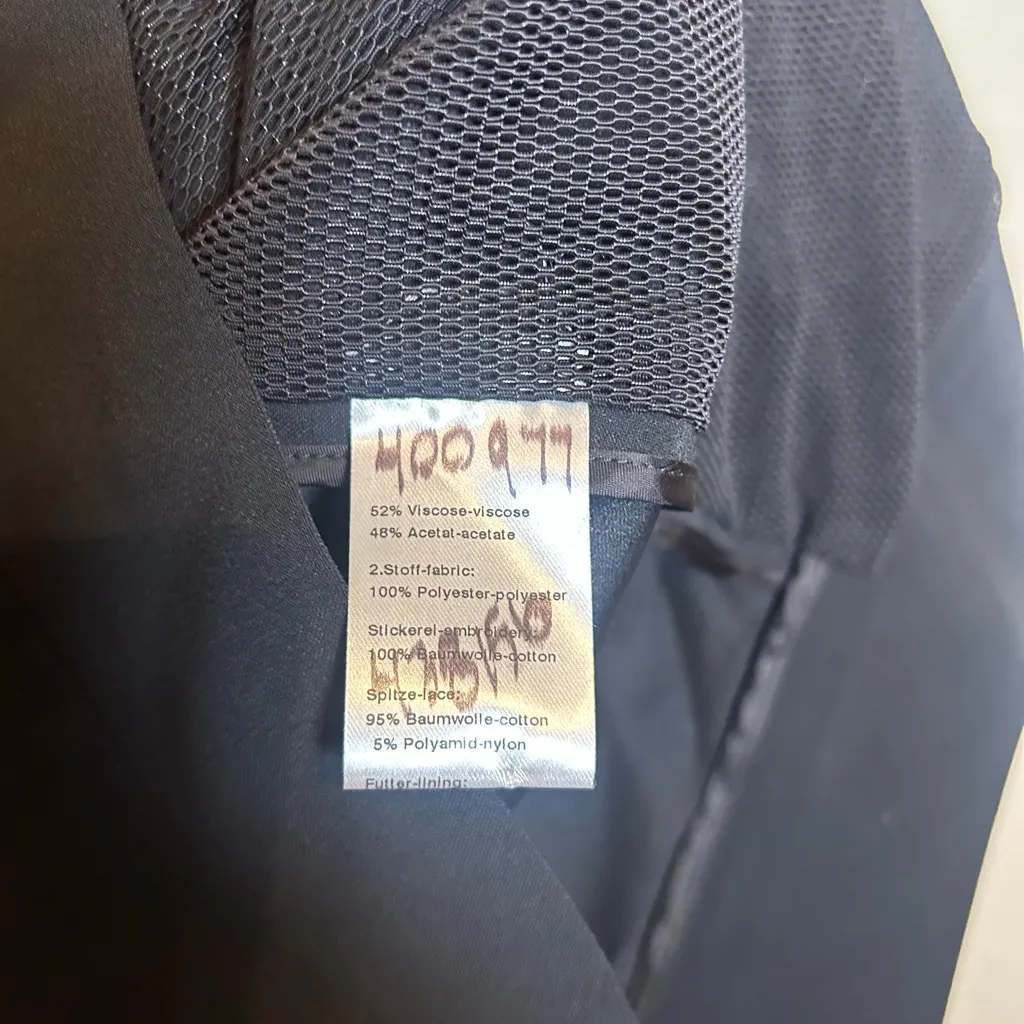 400977
52% Viscose-viscose
48% Acetat-acetate
2.Stoff-fabric:
100% Polyester-polyester
Stickerei-embroidery:
100% Baumwolle-cotton
Spitze-lace:
95% Baumwolle-cotton
5% Polyamid-nylon
Futter-lining: